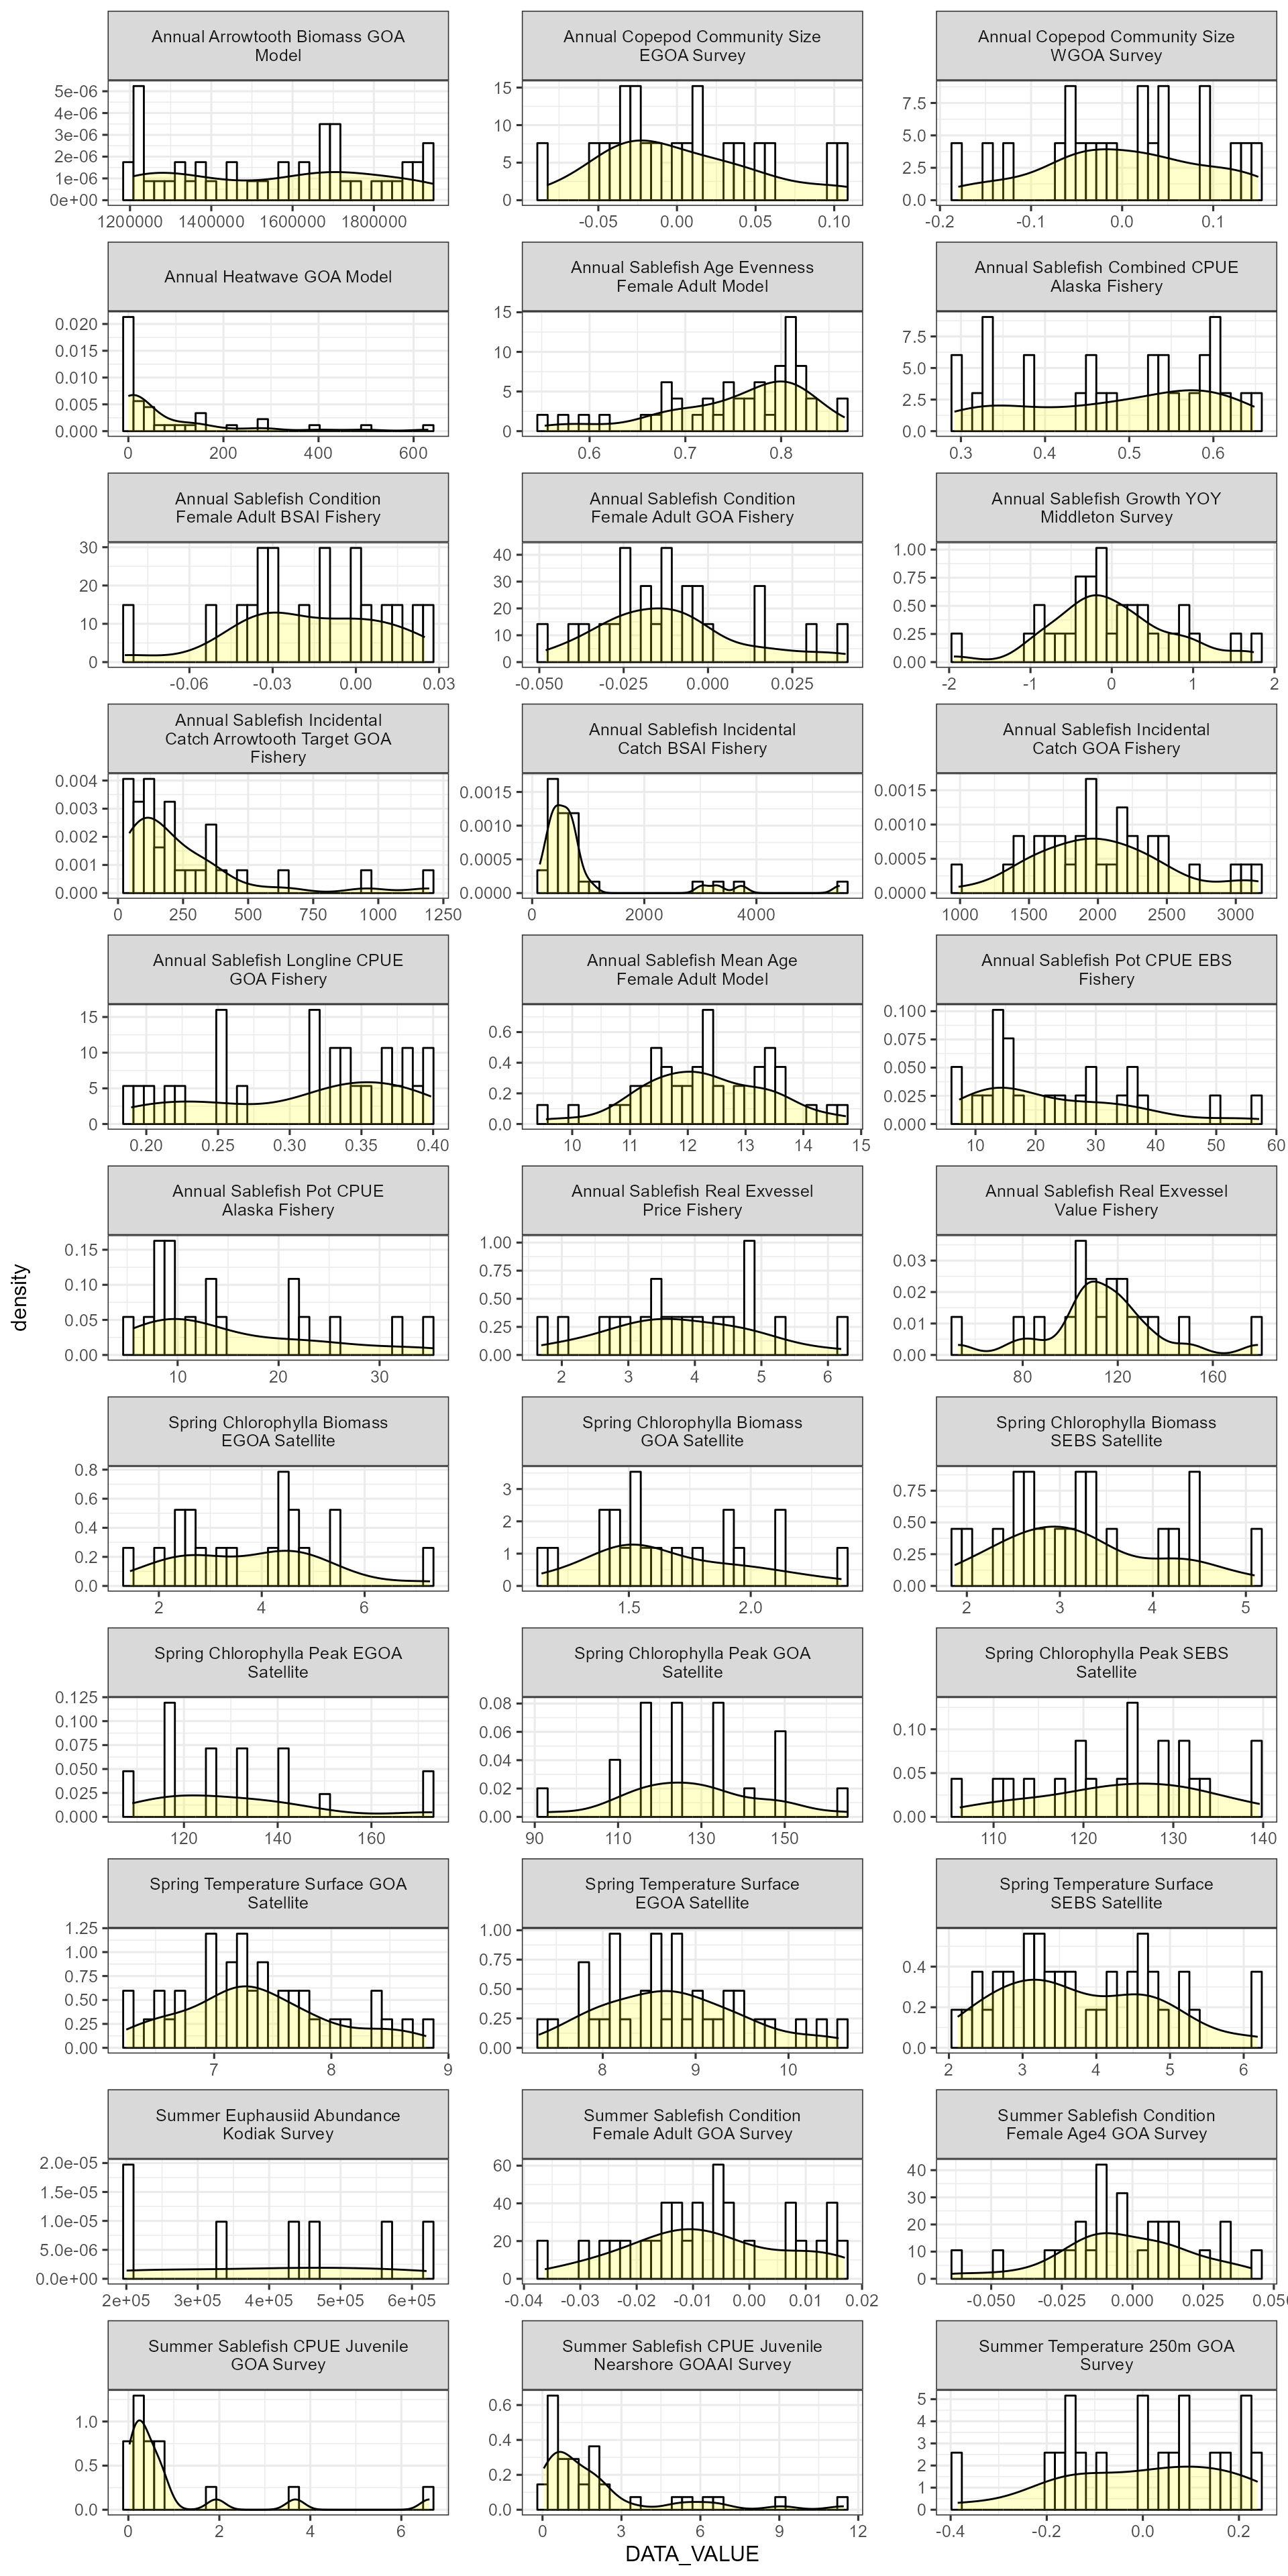 Annual Arrowtooth Biomass GOA
Model
Annual Copepod Community Size
EGOA Survey
Annual Copepod Community Size
WGOA Survey
5e-06
4e-06
3e-06
2e-06
1e-06
0e+00
1200000 1400000 1600000 1800000
15
10
5
0
-0.05 0.00 0.05 0.10
7.5
5.0
2.5
0.0
-0.2 -0.1 0.0 0.1
Annual Heatwave GOA Model
Annual Sablefish Age Evenness
Female Adult Model
Annual Sablefish Combined CPUE
Alaska Fishery
0.020
0.015
0.010
0.005
0.000
0 200 400 600
15
10
5
0
0.6 0.7 0.8
7.5
5.0
2.5
0.0
0.3 0.4 0.5 0.6
Annual Sablefish Condition
Female Adult BSAI Fishery
Annual Sablefish Condition
Female Adult GOA Fishery
Annual Sablefish Growth YOY
Middleton Survey
30
20
10
0
-0.06 -0.03 0.00 0.03
40
30
20
10
0
-0.050 -0.025 0.000 0.025
1.00
0.75
0.50
0.25
0.00
-2 -1 0 1 2
Annual Sablefish Incidental
Catch Arrowtooth Target GOA
Fishery
Annual Sablefish Incidental
Catch BSAI Fishery
Annual Sablefish Incidental
Catch GOA Fishery
0.004
0.003
0.002
0.001
0.000
0 250 500 750 1000 1250
0.0015
0.0010
0.0005
0.0000
0 2000 4000
0.0015
0.0010
0.0005
0.0000
1000 1500 2000 2500 3000
Annual Sablefish Longline CPUE
GOA Fishery
Annual Sablefish Mean Age
Female Adult Model
Annual Sablefish Pot CPUE EBS
Fishery
15
10
5
0
0.20 0.25 0.30 0.35 0.40
0.6
0.4
0.2
0.0
10 11 12 13 14 15
0.100
0.075
0.050
0.025
0.000
10 20 30 40 50 60
Annual Sablefish Pot CPUE
Alaska Fishery
Annual Sablefish Real Exvessel
Price Fishery
Annual Sablefish Real Exvessel
Value Fishery
0.15
0.10
0.05
0.00
10 20 30
1.00
0.75
0.50
0.25
0.00
2 3 4 5 6
0.03
0.02
0.01
0.00
80 120 160
density
Spring Chlorophylla Biomass
EGOA Satellite
Spring Chlorophylla Biomass
GOA Satellite
Spring Chlorophylla Biomass
SEBS Satellite
0.8
0.6
0.4
0.2
0.0
2 4 6
3
2
1
0
1.5 2.0
0.75
0.50
0.25
0.00
2 3 4 5
Spring Chlorophylla Peak EGOA
Satellite
Spring Chlorophylla Peak GOA
Satellite
Spring Chlorophylla Peak SEBS
Satellite
0.125
0.100
0.075
0.050
0.025
0.000
120 140 160
0.08
0.06
0.04
0.02
0.00
90 110 130 150
0.10
0.05
0.00
110 120 130 140
Spring Temperature Surface GOA
Satellite
Spring Temperature Surface
EGOA Satellite
Spring Temperature Surface
SEBS Satellite
1.25
1.00
0.75
0.50
0.25
0.00
7 8 9
1.00
0.75
0.50
0.25
0.00
8 9 10
0.4
0.2
0.0
2 3 4 5 6
Summer Euphausiid Abundance
Kodiak Survey
Summer Sablefish Condition
Female Adult GOA Survey
Summer Sablefish Condition
Female Age4 GOA Survey
2.0e-05
1.5e-05
1.0e-05
5.0e-06
0.0e+00
2e+05 3e+05 4e+05 5e+05 6e+05
60
40
20
0
-0.04 -0.03 -0.02 -0.01 0.00 0.01 0.02
40
30
20
10
0
-0.050 -0.025 0.000 0.025
Summer Sablefish CPUE Juvenile
GOA Survey
Summer Sablefish CPUE Juvenile
Nearshore GOAAI Survey
Summer Temperature 250m GOA
Survey
1.0
0.5
0.0
0 2 4 6
0.6
0.4
0.2
0.0
0 3 6 9 12
5
4
3
2
1
0
-0.4 -0.2 0.0 0.2
DATA_VALUE